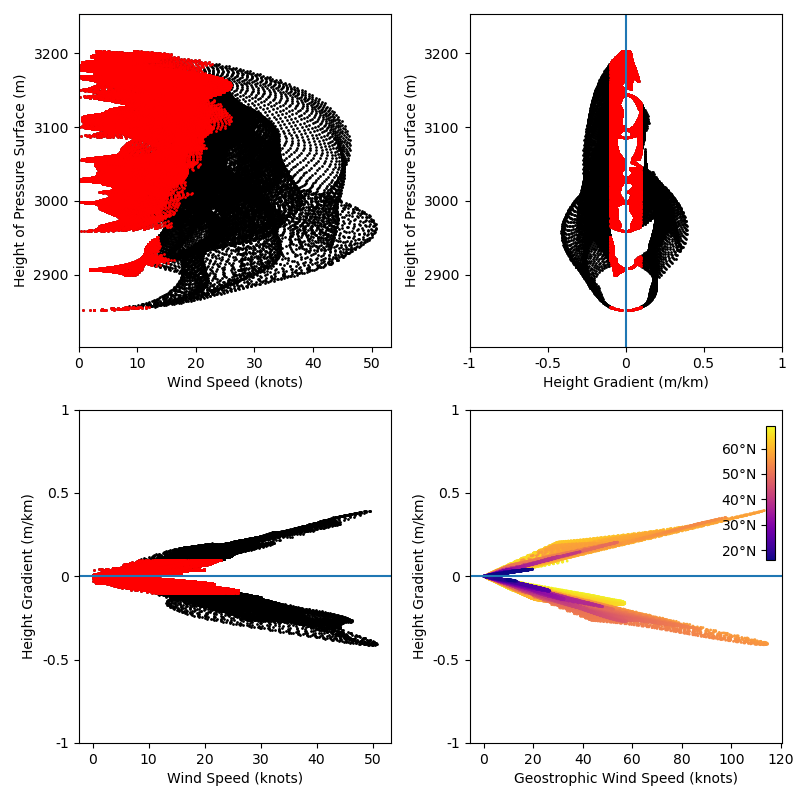 3200
3100
3000
2900
Height of Pressure Surface (m)
0 10 20 30 40 50
Wind Speed (knots)
3200
3100
3000
2900
Height of Pressure Surface (m)
-1 -0.5 0 0.5 1
Height Gradient (m/km)
1
0.5
0
-0.5
-1
Height Gradient (m/km)
0 10 20 30 40 50
Wind Speed (knots)
1
0.5
0
-0.5
-1
Height Gradient (m/km)
60°N
50°N
40°N
30°N
20°N
0 20 40 60 80 100 120
Geostrophic Wind Speed (knots)